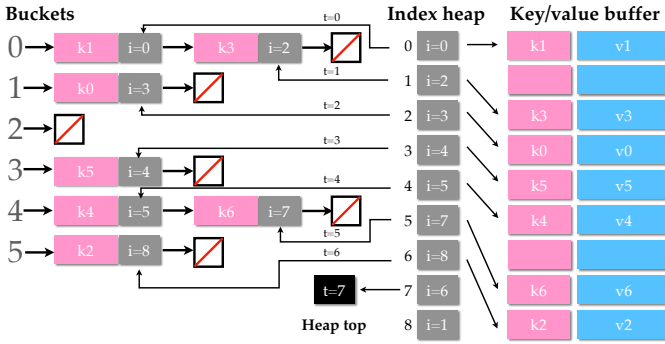 Buckets
t=0
Index heap
Key/value buffer
0 k1 i=0 k3 i=2
0 i=0 k1 v1
t=1
1 k0 i=3
1 i=2
t=2
2
2 i=3 k3 v3
t=3
3 i=4 k0 v0
3 k5 i=4
t=4
4 i=5 k5 v5
4 k4 i=5 k6 i=7
t=5
5 i=7 k4 v4
5 k2 i=8
t=6
6 i=8
t=7
7 i=6 k6 v6
Heap top
8 i=1 k2 v2